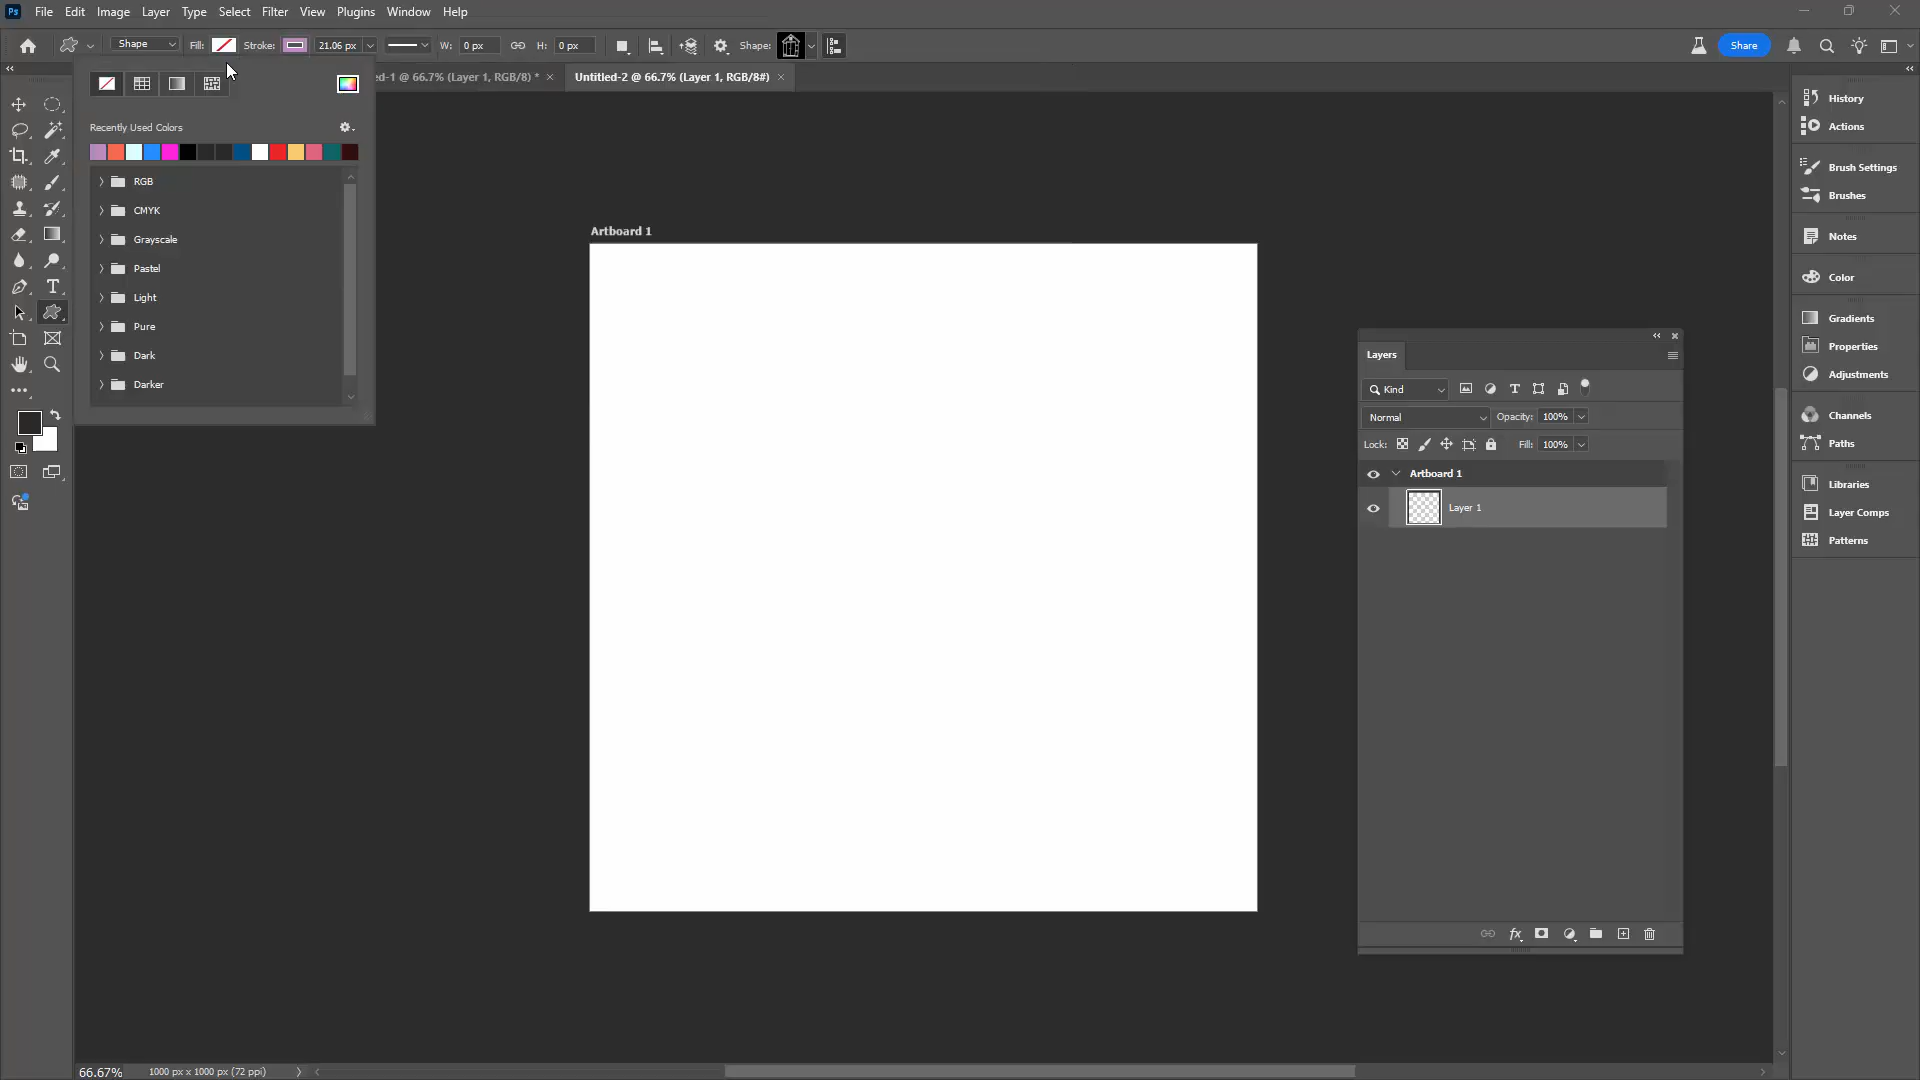 Ps File Edit Image Layer Type Select Filter View Plugins Window Help
Shape Fill: Stroke: 21.06 px W: 0 px H: 0 px Shape: Share
ed-1 @ 66.7% (Layer 1, RGB/8) * Untitled-2 @ 66.7% (Layer 1, RGB/8#)
Recently Used Colors
RGB
CMYK
Grayscale
Pastel
Light
Pure
Dark
Darker
Artboard 1
Layers
Kind
Normal Opacity: 100%
Lock: Fill: 100%
Artboard 1
Layer 1
fx
History
Actions
Brush Settings
Brushes
Notes
Color
Gradients
Properties
Adjustments
Channels
Paths
Libraries
Layer Comps
Patterns
66.67% 1000 px x 1000 px (72 ppi)